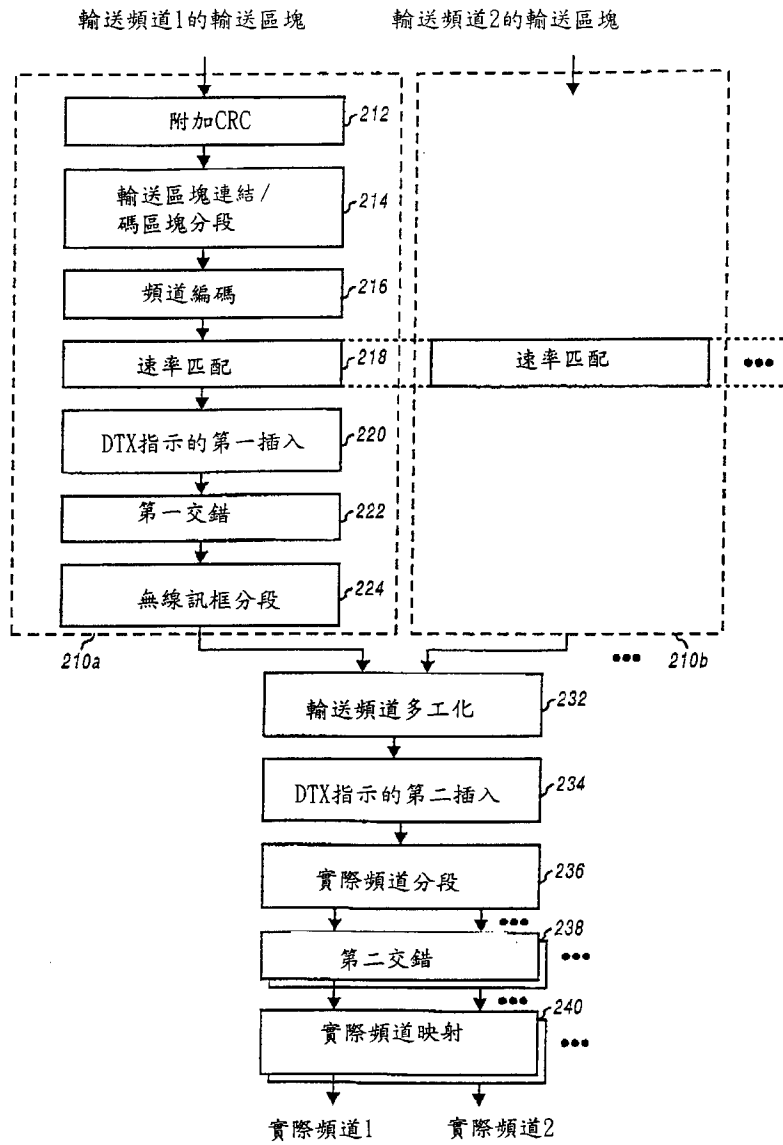 輸送頻道1的輸送區塊
輸送頻道2的輸送區塊
附加CRC
212
輸送區塊連結/
碼區塊分段
214
頻道編碼
216
速率匹配
218
速率匹配
DTX指示的第一插入
220
第一交錯
222
無線訊框分段
224
210a
210b
輸送頻道多工化
232
DTX指示的第二插入
234
實際頻道分段
236
第二交錯
238
實際頻道映射
240
實際頻道1
實際頻道2